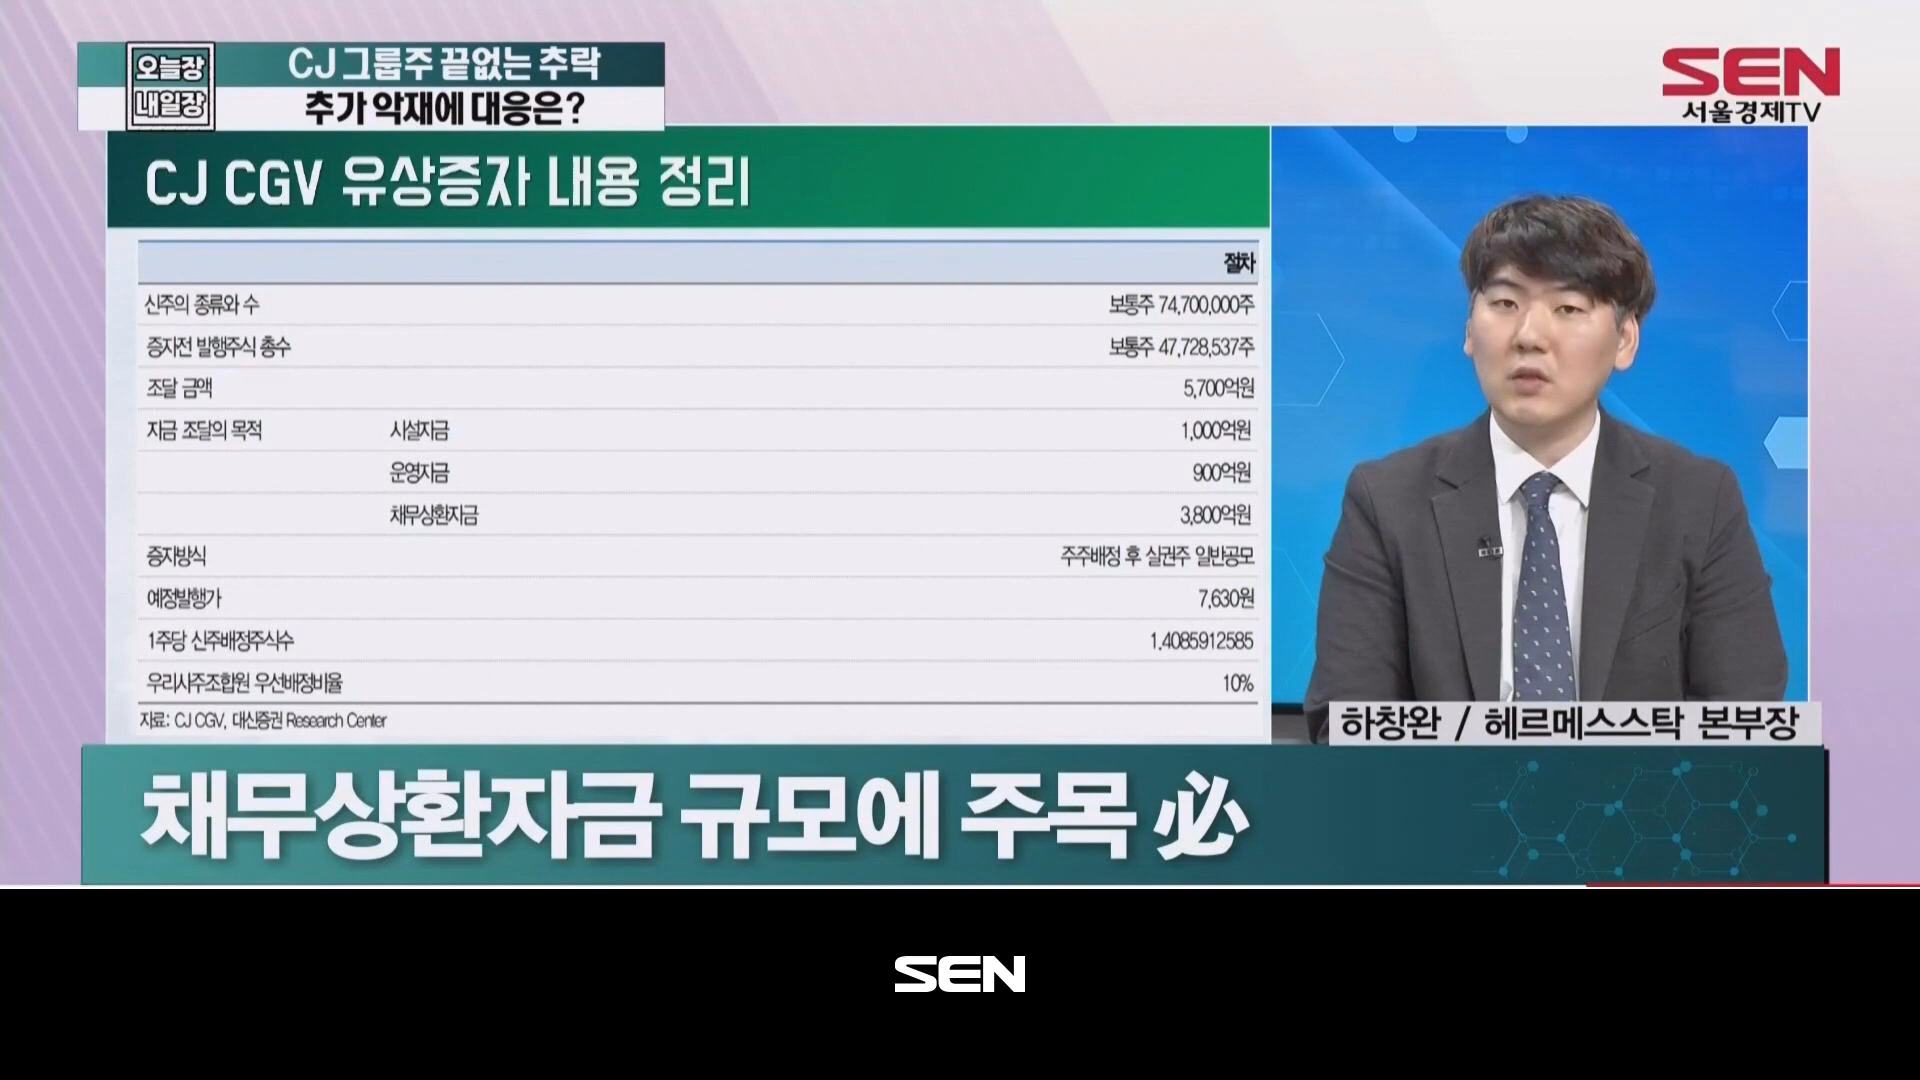 오늘장
내일장
CJ그룹주 끝없는 추락
추가 악재에 대응은?
SEN
서울경제TV
CJ CGV 유상증자 내용 정리
절차
신주의 종류와 수 보통주 74,700,000주
증자전 발행주식 총수 보통주 47,728,537주
조달 금액 5,700억원
자금 조달의 목적 시설자금 1,000억원
운영자금 900억원
채무상환자금 3,800억원
증자방식 주주배정 후 실권주 일반공모
예정발행가 7,630원
1주당 신주배정주식수 1.4085912585
우리사주조합원 우선배정비율 10%
자료: CJ CGV, 대신증권 Research Center
하창완 / 헤르메스스탁 본부장
채무상환자금 규모에 주목 必
SEN